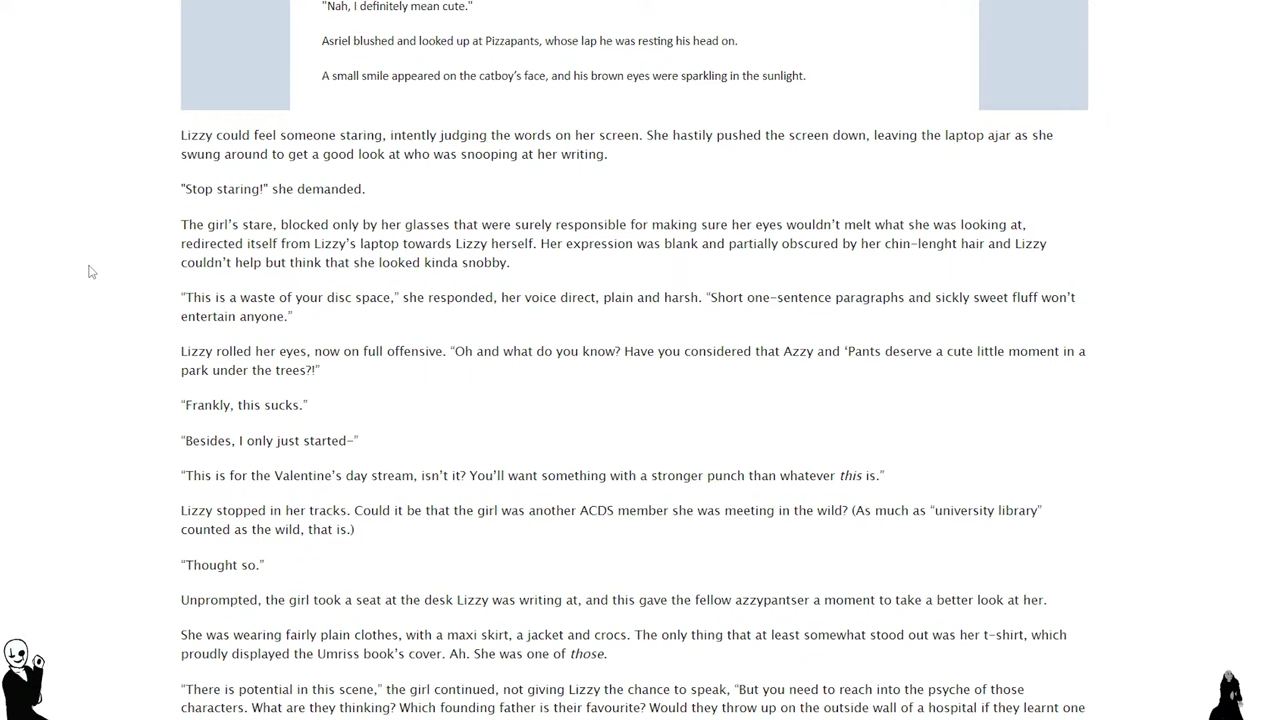 "Nah, I definitely mean cute."
Asriel blushed and looked up at Pizzapants, whose lap he was resting his head on.
A small smile appeared on the catboy's face, and his brown eyes were sparkling in the sunlight.
Lizzy could feel someone staring, intently judging the words on her screen. She hastily pushed the screen down, leaving the laptop ajar as she
swung around to get a good look at who was snooping at her writing.
"Stop staring!" she demanded.
The girl's stare, blocked only by her glasses that were surely responsible for making sure her eyes wouldn't melt what she was looking at,
redirected itself from Lizzy's laptop towards Lizzy herself. Her expression was blank and partially obscured by her chin-lenght hair and Lizzy
couldn't help but think that she looked kinda snobby.
“This is a waste of your disc space,” she responded, her voice direct, plain and harsh. “Short one-sentence paragraphs and sickly sweet fluff won't
entertain anyone.”
Lizzy rolled her eyes, now on full offensive. “Oh and what do you know? Have you considered that Azzy and ‘Pants deserve a cute little moment in a
park under the trees?!”
“Frankly, this sucks.”
“Besides, I only just started-”
“This is for the Valentine's day stream, isn't it? You'll want something with a stronger punch than whatever this is.”
Lizzy stopped in her tracks. Could it be that the girl was another ACDS member she was meeting in the wild? (As much as “university library”
counted as the wild, that is.)
“Thought so.”
Unprompted, the girl took a seat at the desk Lizzy was writing at, and this gave the fellow azzypantser a moment to take a better look at her.
She was wearing fairly plain clothes, with a maxi skirt, a jacket and crocs. The only thing that at least somewhat stood out was her t-shirt, which
proudly displayed the Umriss book's cover. Ah. She was one of those.
“There is potential in this scene,” the girl continued, not giving Lizzy the chance to speak, “But you need to reach into the psyche of those
characters. What are they thinking? Which founding father is their favourite? Would they throw up on the outside wall of a hospital if they learnt one